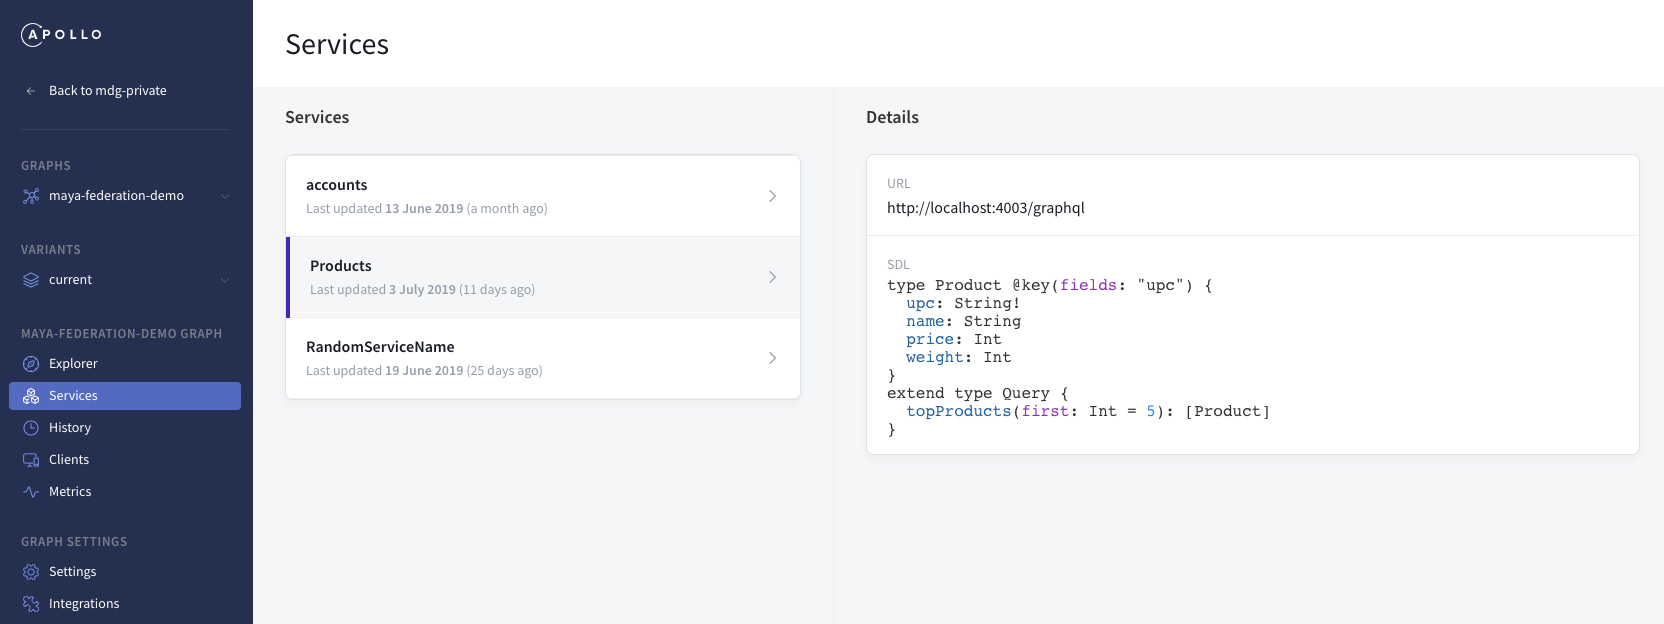 APOLLO
Back to mdg-private
GRAPHS
maya-federation-demo
VARIANTS
current
MAYA-FEDERATION-DEMO GRAPH
Explorer
Services
History
Clients
Metrics
GRAPH SETTINGS
Settings
Integrations
Services
Services
accounts
Last updated 13 June 2019 (a month ago)
Products
Last updated 3 July 2019 (11 days ago)
RandomServiceName
Last updated 19 June 2019 (25 days ago)
Details
URL
http://localhost:4003/graphql
SDL
type Product @key(fields: "upc") {
  upc: String!
  name: String
  price: Int
  weight: Int
}
extend type Query {
  topProducts(first: Int = 5): [Product]
}